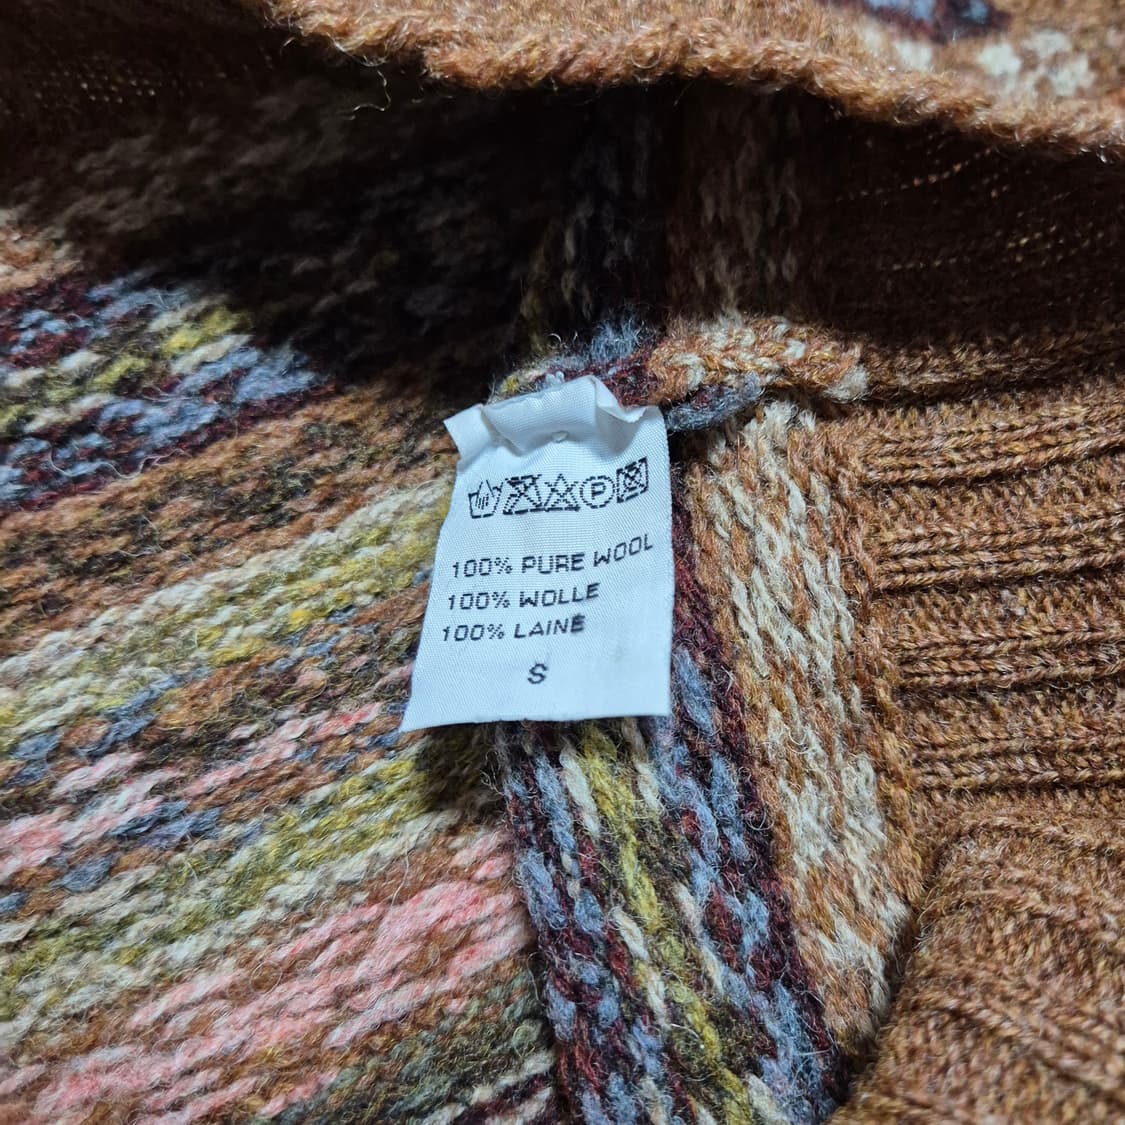 P
100% PURE WOOL
100% WOLLE
100% LAINE
S